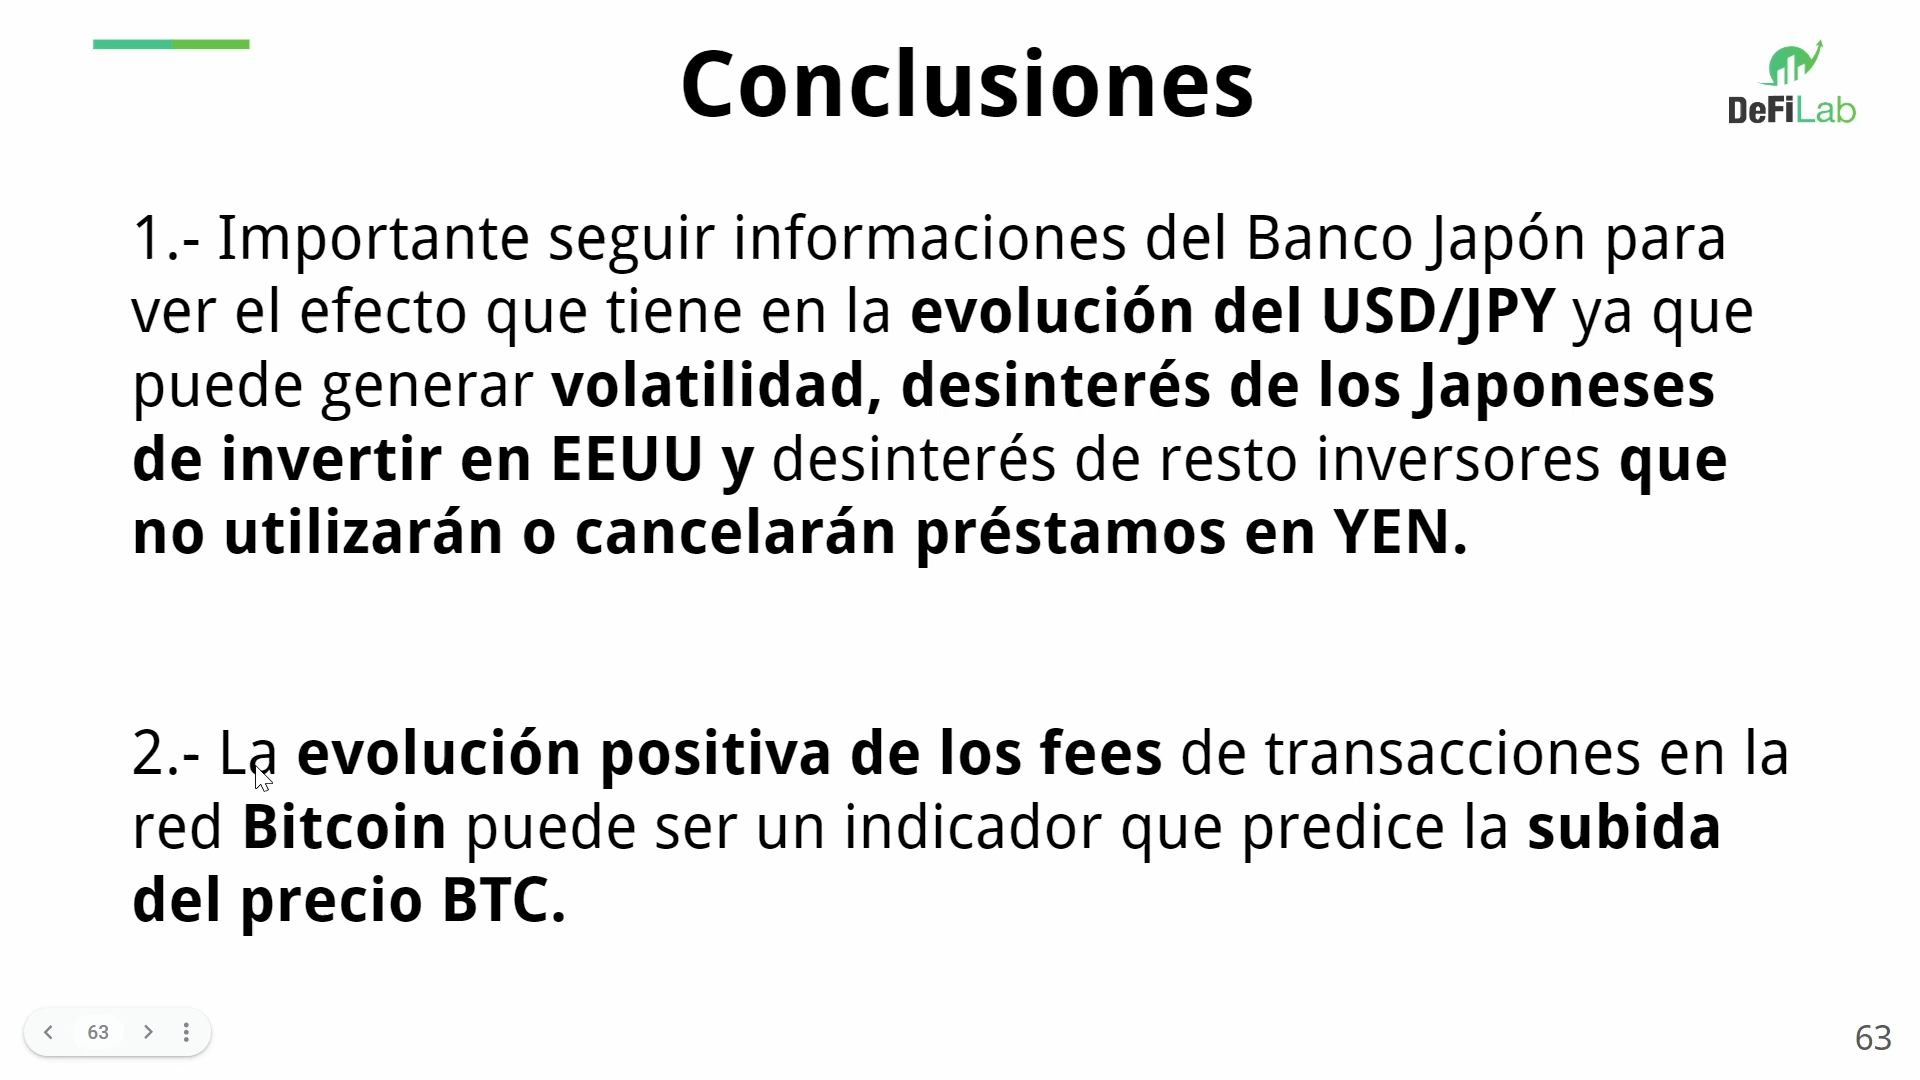 Conclusiones
DeFiLab
1.- Importante seguir informaciones del Banco Japón para
ver el efecto que tiene en la evolución del USD/JPY ya que
puede generar volatilidad, desinterés de los Japoneses
de invertir en EEUU y desinterés de resto inversores que
no utilizarán o cancelarán préstamos en YEN.
2.- La evolución positiva de los fees de transacciones en la
red Bitcoin puede ser un indicador que predice la subida
del precio BTC.
63
63